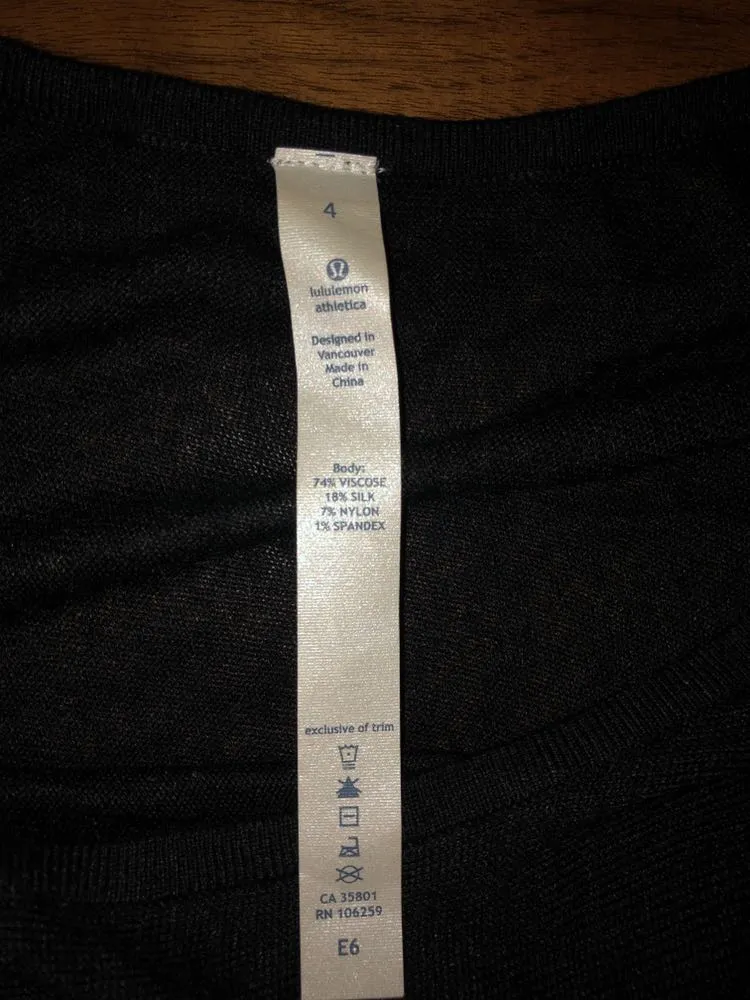 4
lululemon
athletica
Designed in
Vancouver
Made in
China
Body:
74% VISCOSE
18% SILK
7% NYLON
1% SPANDEX
exclusive of trim
CA 35801
RN 106259
E6